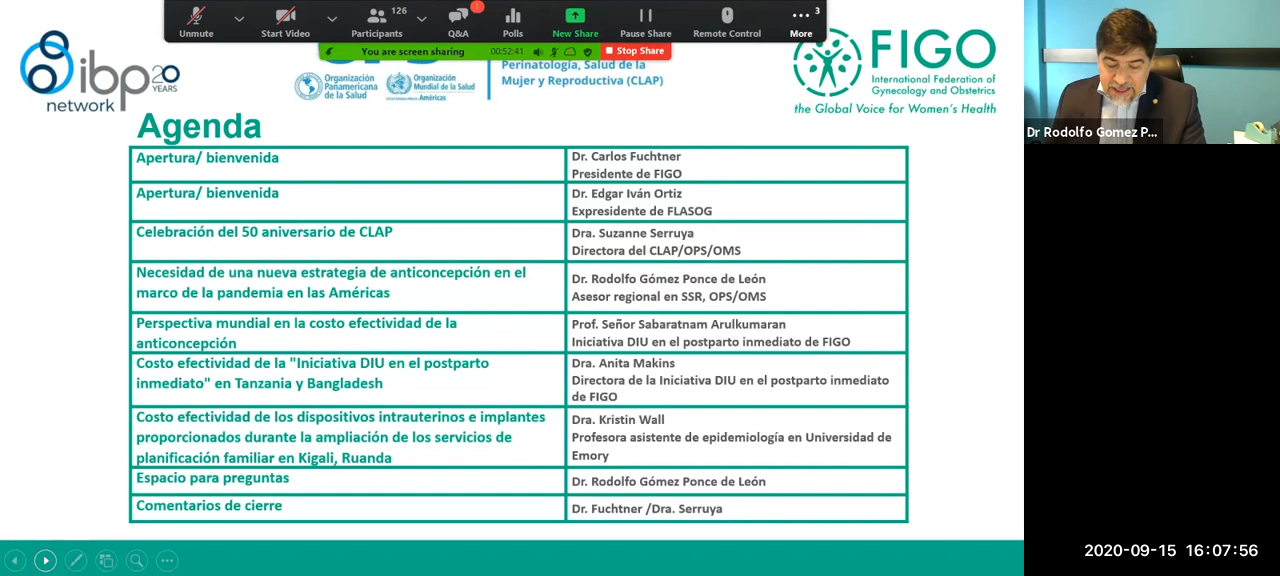 Unmute
Start Video
Participants
126
Q&A
Polls
New Share
Pause Share
Remote Control
More
3
You are screen sharing
00:52:41
Stop Share
ibp
20
YEARS
network
Organización
Panamericana
de la Salud
Organización
Mundial de la Salud
Américas
Perinatología, Salud de la
Mujer y Reproductiva (CLAP)
FIGO
International Federation of
Gynecology and Obstetrics
the Global Voice for Women's Health
Dr Rodolfo Gomez P...
Agenda
Apertura/ bienvenida
Dr. Carlos Fuchtner
Presidente de FIGO
Apertura/ bienvenida
Dr. Edgar Iván Ortiz
Expresidente de FLASOG
Celebración del 50 aniversario de CLAP
Dra. Suzanne Serruya
Directora del CLAP/OPS/OMS
Necesidad de una nueva estrategia de anticoncepción en el
marco de la pandemia en las Américas
Dr. Rodolfo Gómez Ponce de León
Asesor regional en SSR, OPS/OMS
Perspectiva mundial en la costo efectividad de la
anticoncepción
Prof. Señor Sabaratnam Arulkumaran
Iniciativa DIU en el postparto inmediato de FIGO
Costo efectividad de la "Iniciativa DIU en el postparto
inmediato" en Tanzania y Bangladesh
Dra. Anita Makins
Directora de la Iniciativa DIU en el postparto inmediato
de FIGO
Costo efectividad de los dispositivos intrauterinos e implantes
proporcionados durante la ampliación de los servicios de
planificación familiar en Kigali, Ruanda
Dra. Kristin Wall
Profesora asistente de epidemiología en Universidad de
Emory
Espacio para preguntas
Dr. Rodolfo Gómez Ponce de León
Comentarios de cierre
Dr. Fuchtner /Dra. Serruya
2020-09-15 16:07:56